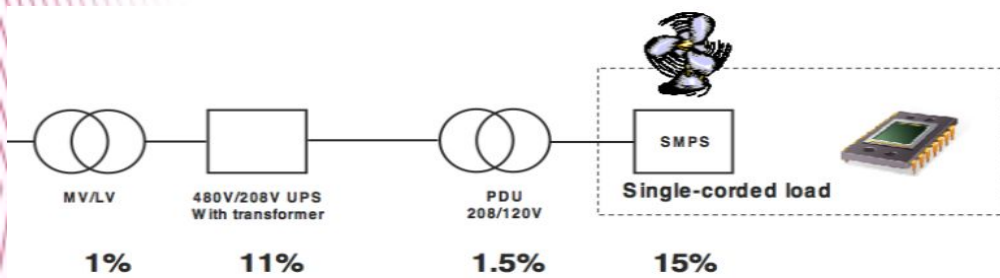 SMPS
Single-corded load
MV/LV
480V/208V UPS
With transformer
PDU
208/120V
1%
11%
1.5%
15%